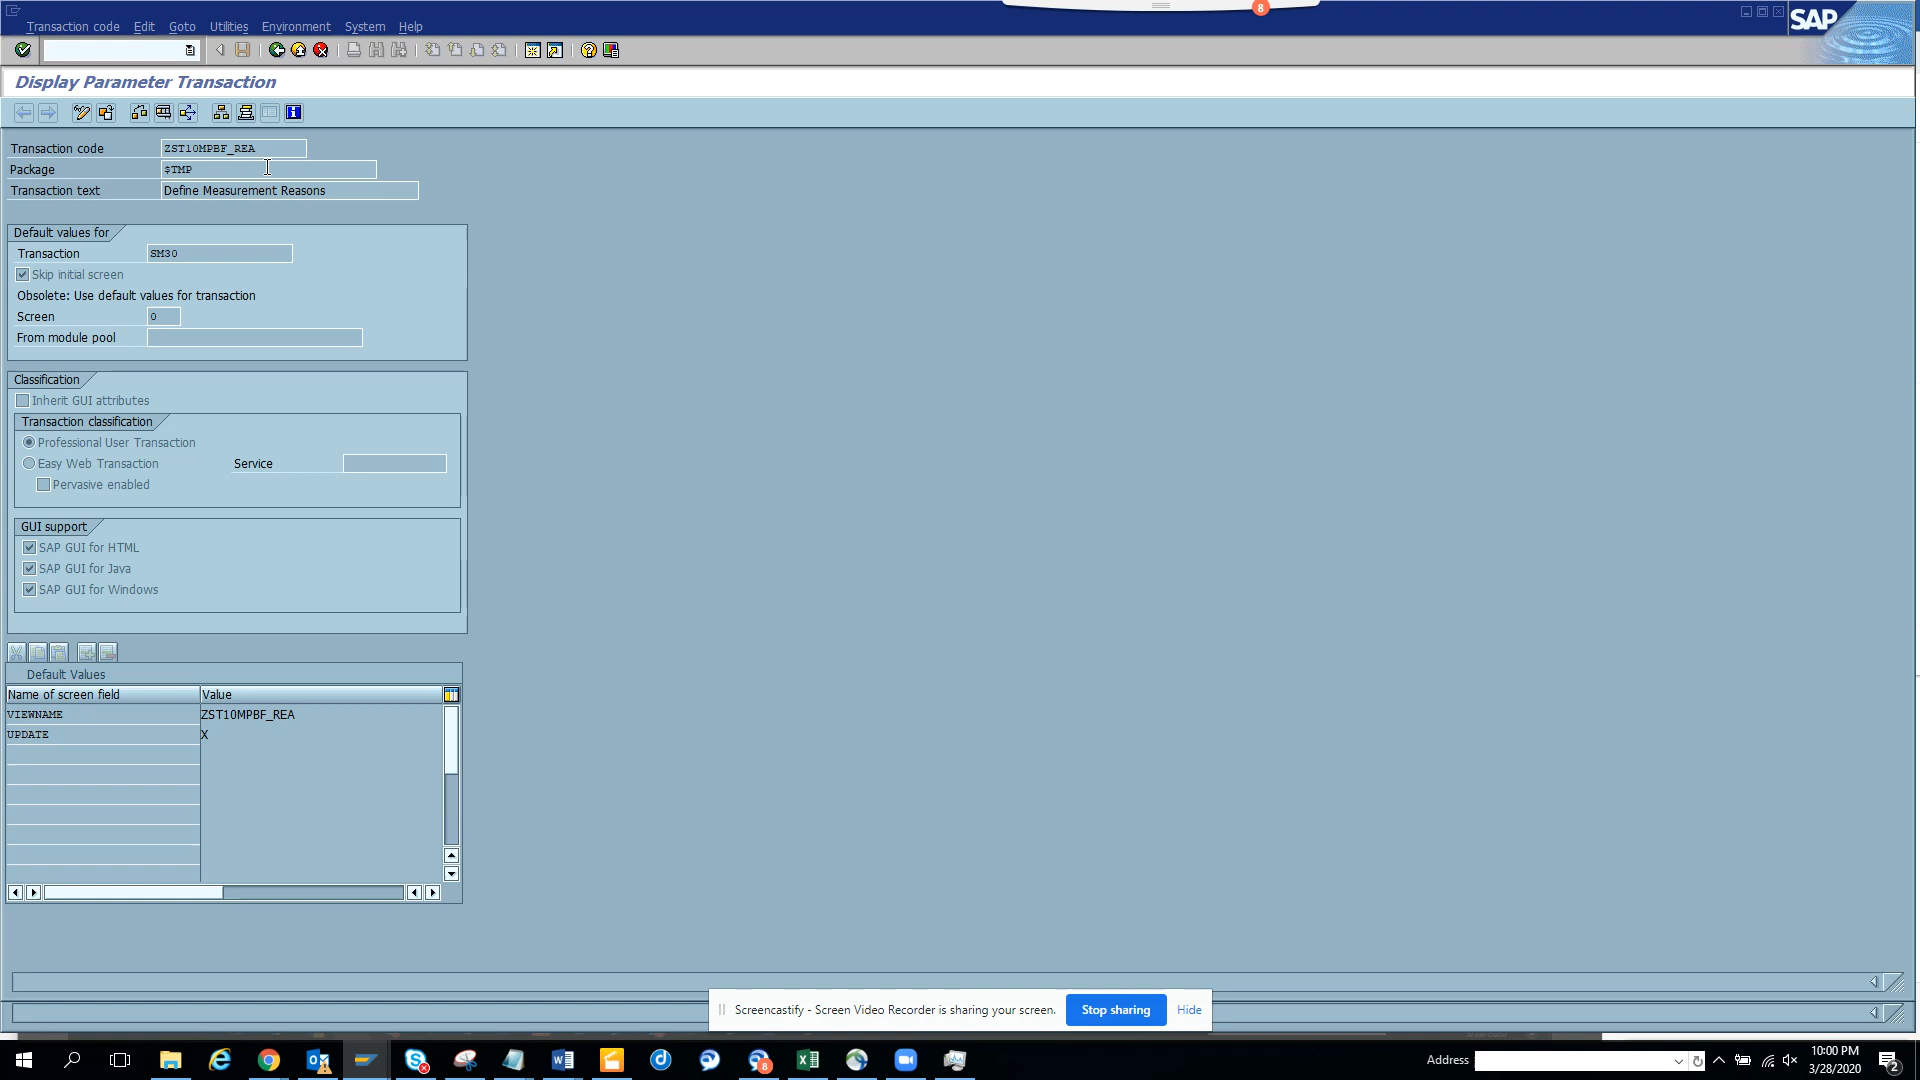 8
Transaction code Edit Goto Utilities Environment System Help
SAP
Display Parameter Transaction
Transaction code ZST10MPBF_REA
Package $TMP
Transaction text Define Measurement Reasons
Default values for
Transaction SM30
Skip initial screen
Obsolete: Use default values for transaction
Screen 0
From module pool
Classification
Inherit GUI attributes
Transaction classification
Professional User Transaction
Easy Web Transaction Service
Pervasive enabled
GUI support
SAP GUI for HTML
SAP GUI for Java
SAP GUI for Windows
Default Values
Name of screen field Value
VIEWNAME ZST10MPBF_REA
UPDATE X
Screencastify - Screen Video Recorder is sharing your screen. Stop sharing Hide
8
Address
10:00 PM
3/28/2020
2